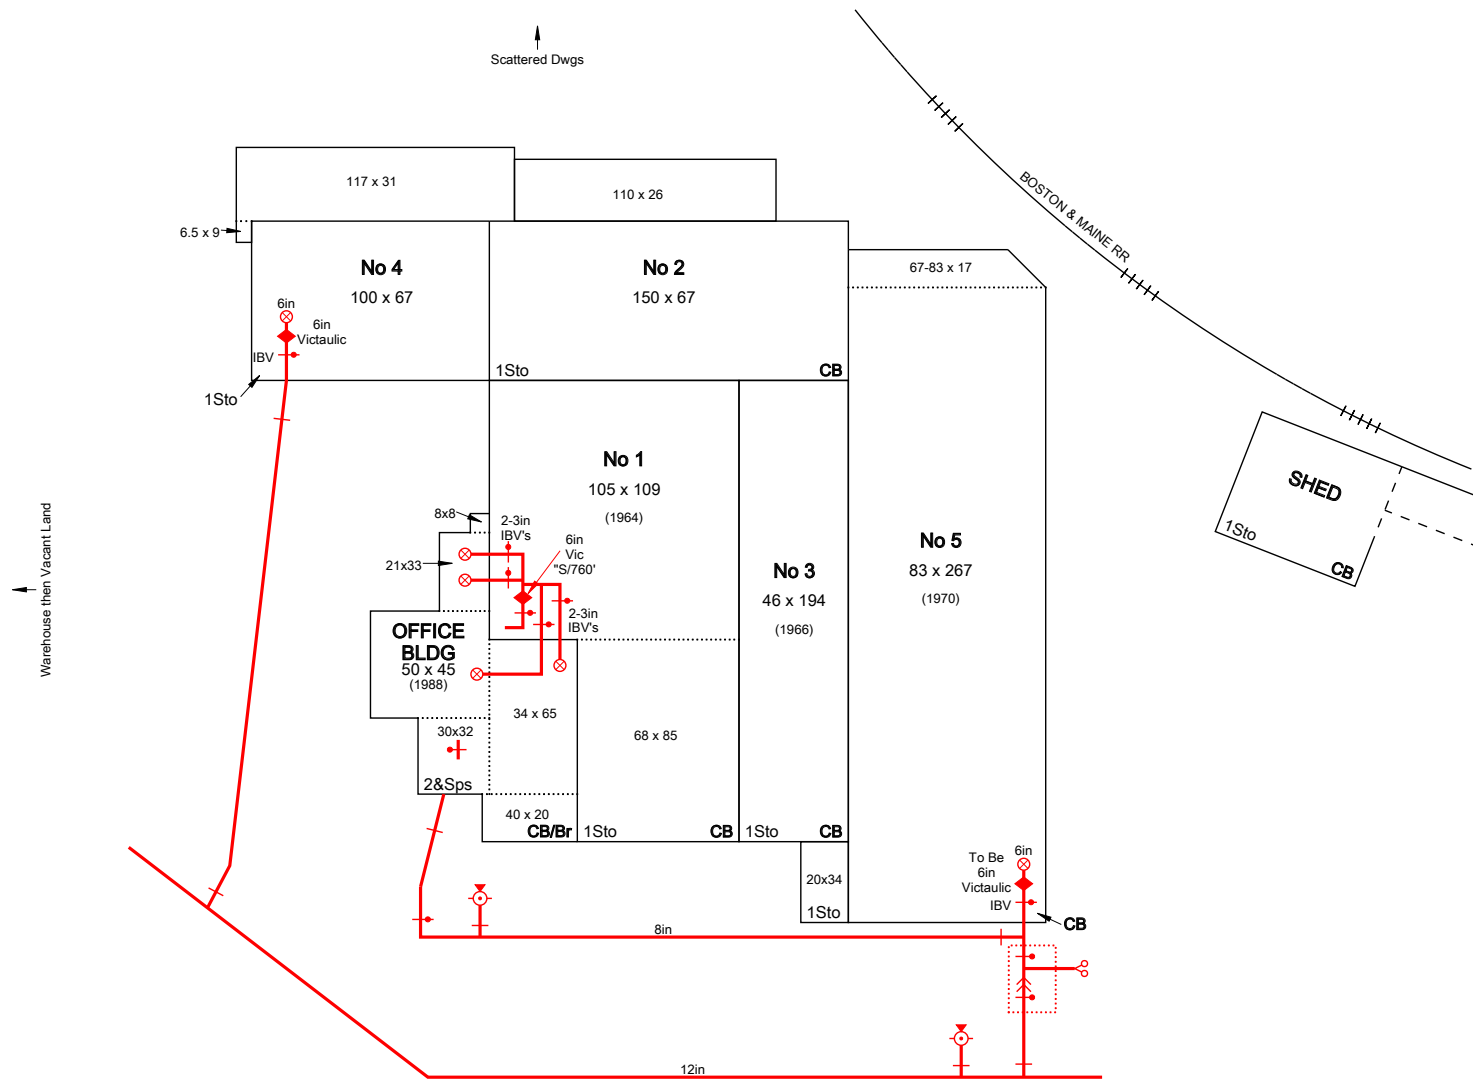 Scattered Dwgs
BOSTON & MAINE RR
117 x 31
110 x 26
6.5 x 9
67-83 x 17
No 4
100 x 67
No 2
150 x 67
6in
6in
Victaulic
IBV
1Sto
1Sto
CB
SHED
1Sto
CB
No 1
105 x 109
(1964)
8x8
2-3in
IBV's
6in
Vic
"S/760'
21x33
No 3
46 x 194
(1966)
No 5
83 x 267
(1970)
Warehouse then Vacant Land
2-3in
IBV's
OFFICE
BLDG
50 x 45
(1988)
34 x 65
68 x 85
30x32
2&Sps
40 x 20
CB/Br
1Sto
CB
1Sto
CB
20x34
1Sto
To Be
6in
Victaulic
6in
IBV
CB
8in
12in